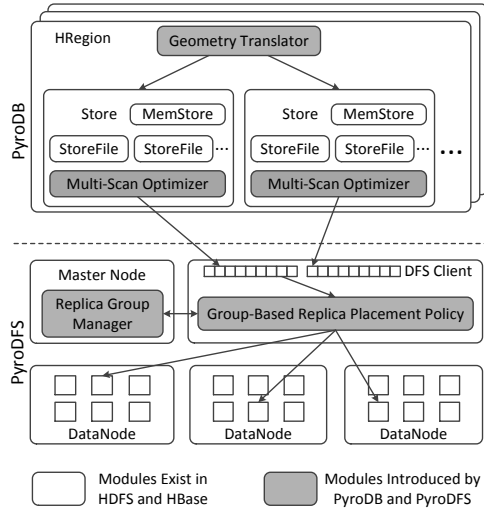 HRegion
Geometry Translator
Store
MemStore
StoreFile
StoreFile
...
Multi-Scan Optimizer
Store
MemStore
StoreFile
StoreFile
...
Multi-Scan Optimizer
...
PyroDB
Master Node
Replica Group
Manager
DFS Client
Group-Based Replica Placement Policy
PyroDFS
DataNode
DataNode
DataNode
Modules Exist in
HDFS and HBase
Modules Introduced by
PyroDB and PyroDFS